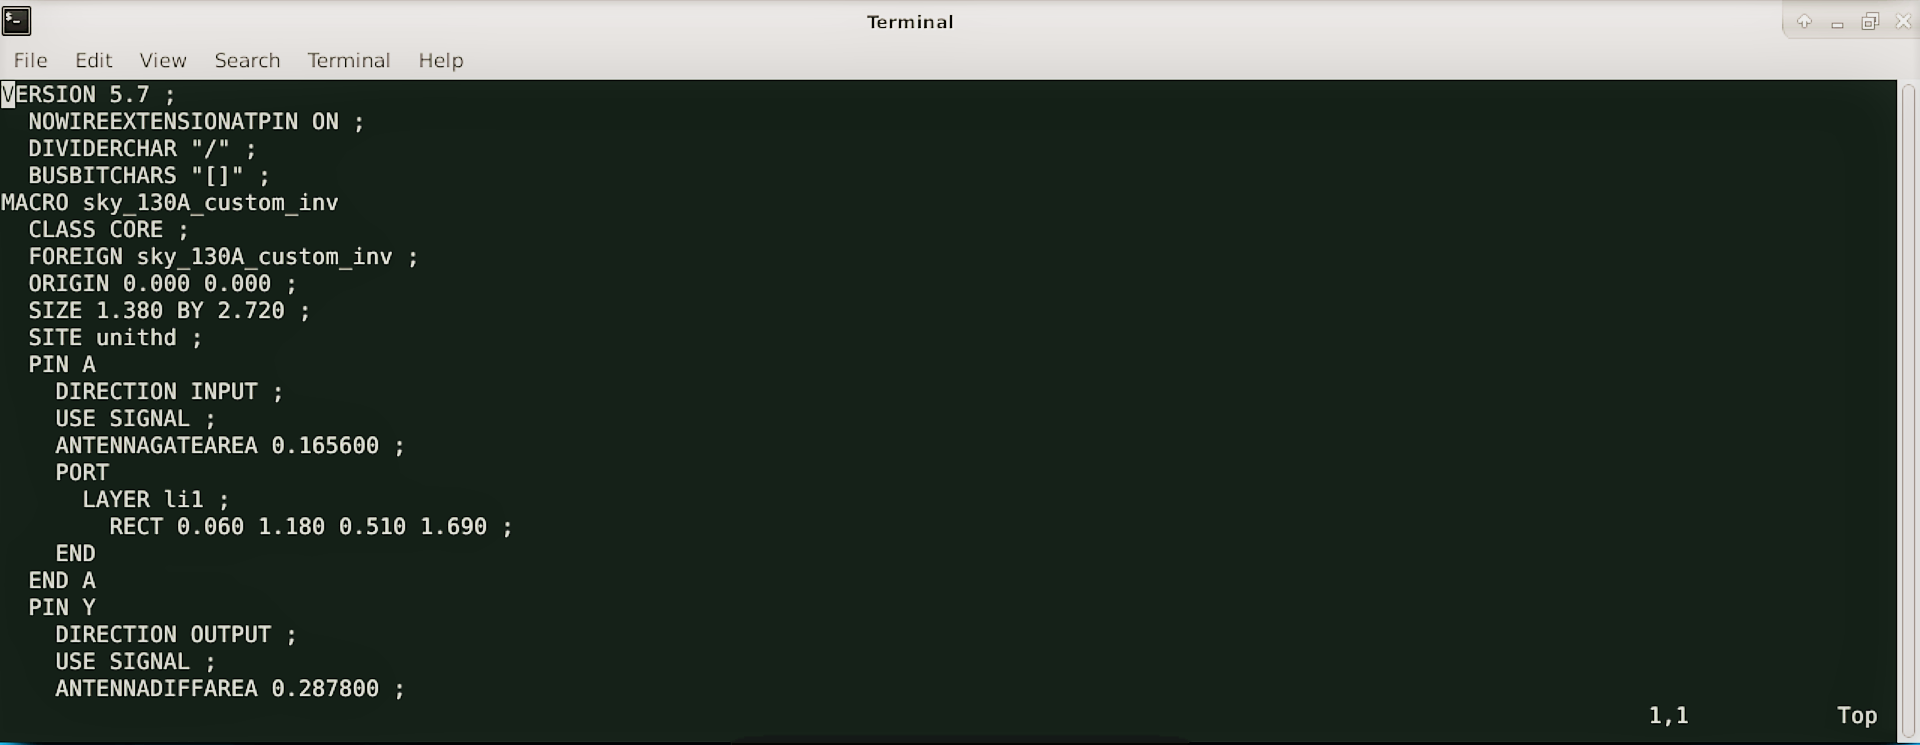 Terminal
File Edit View Search Terminal Help
VERSION 5.7 ;
  NOWIREEXTENSIONATPIN ON ;
  DIVIDERCHAR "/" ;
  BUSBITCHARS "[]" ;
MACRO sky_130A_custom_inv
  CLASS CORE ;
  FOREIGN sky_130A_custom_inv ;
  ORIGIN 0.000 0.000 ;
  SIZE 1.380 BY 2.720 ;
  SITE unithd ;
  PIN A
    DIRECTION INPUT ;
    USE SIGNAL ;
    ANTENNAGATEAREA 0.165600 ;
    PORT
      LAYER li1 ;
        RECT 0.060 1.180 0.510 1.690 ;
    END
  END A
  PIN Y
    DIRECTION OUTPUT ;
    USE SIGNAL ;
    ANTENNADIFFAREA 0.287800 ;
1,1 Top